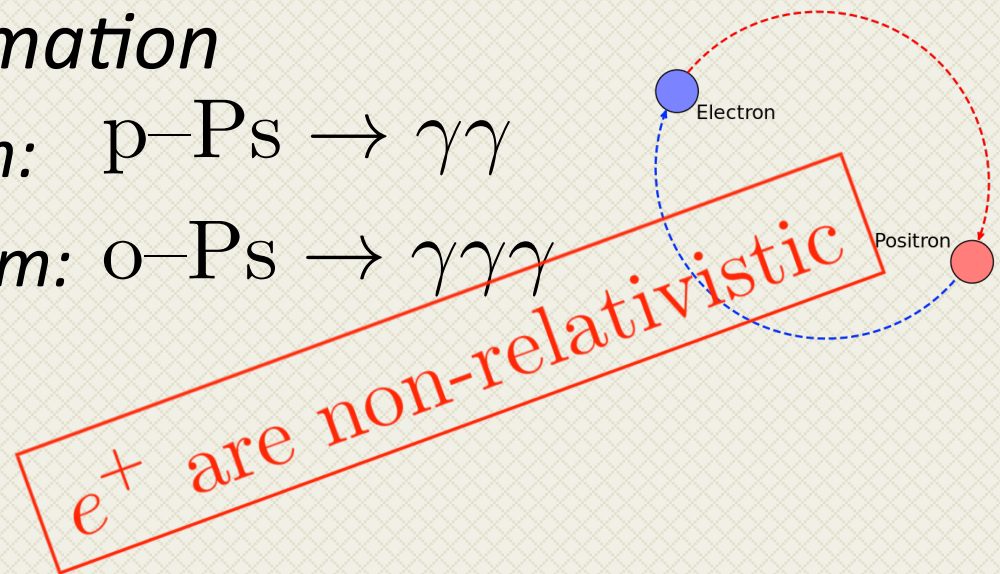 mation
n: p–Ps → γγ
m: o–Ps → γγγ
Electron
Positron
e⁺ are non-relativistic